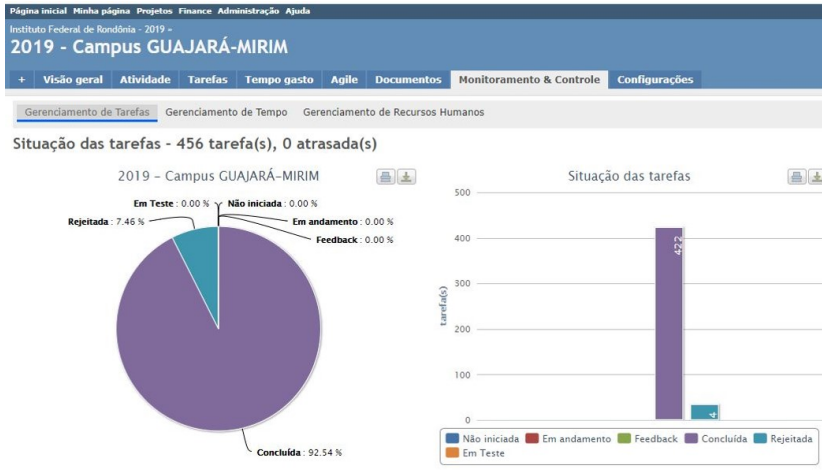 Página inicial Minha página Projetos Finance Administração Ajuda
Instituto Federal de Rondônia - 2019 »
2019 - Campus GUAJARÁ-MIRIM
+ Visão geral Atividade Tarefas Tempo gasto Agile Documentos Monitoramento & Controle Configurações
Gerenciamento de Tarefas Gerenciamento de Tempo Gerenciamento de Recursos Humanos
Situação das tarefas - 456 tarefa(s), 0 atrasada(s)
2019 – Campus GUAJARÁ–MIRIM
Em Teste : 0.00 %
Não iniciada : 0.00 %
Rejeitada : 7.46 %
Em andamento : 0.00 %
Feedback : 0.00 %
Concluída : 92.54 %
Situação das tarefas
500
400
300
200
100
0
tarefa(s)
422
4
Não iniciada Em andamento Feedback Concluída Rejeitada
Em Teste